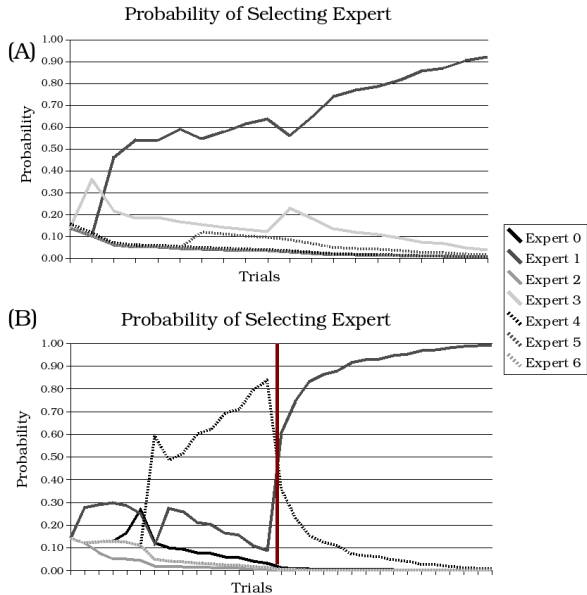 Probability of Selecting Expert
(A)
1.00
0.90
0.80
0.70
0.60
0.50
0.40
0.30
0.20
0.10
0.00
Probability
Trials
Expert 0
Expert 1
Expert 2
Expert 3
Expert 4
Expert 5
Expert 6
(B)
Probability of Selecting Expert
1.00
0.90
0.80
0.70
0.60
0.50
0.40
0.30
0.20
0.10
0.00
Probability
Trials